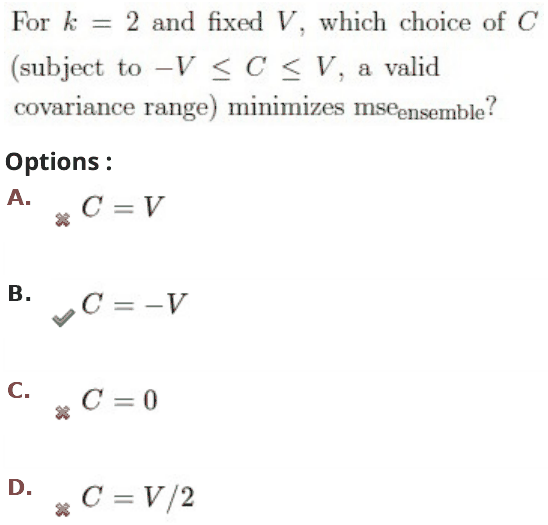 For k = 2 and fixed V, which choice of C
(subject to −V ≤ C ≤ V, a valid
covariance range) minimizes mse_ensemble?
Options :
A. C = V
B. C = −V
C. C = 0
D. C = V/2